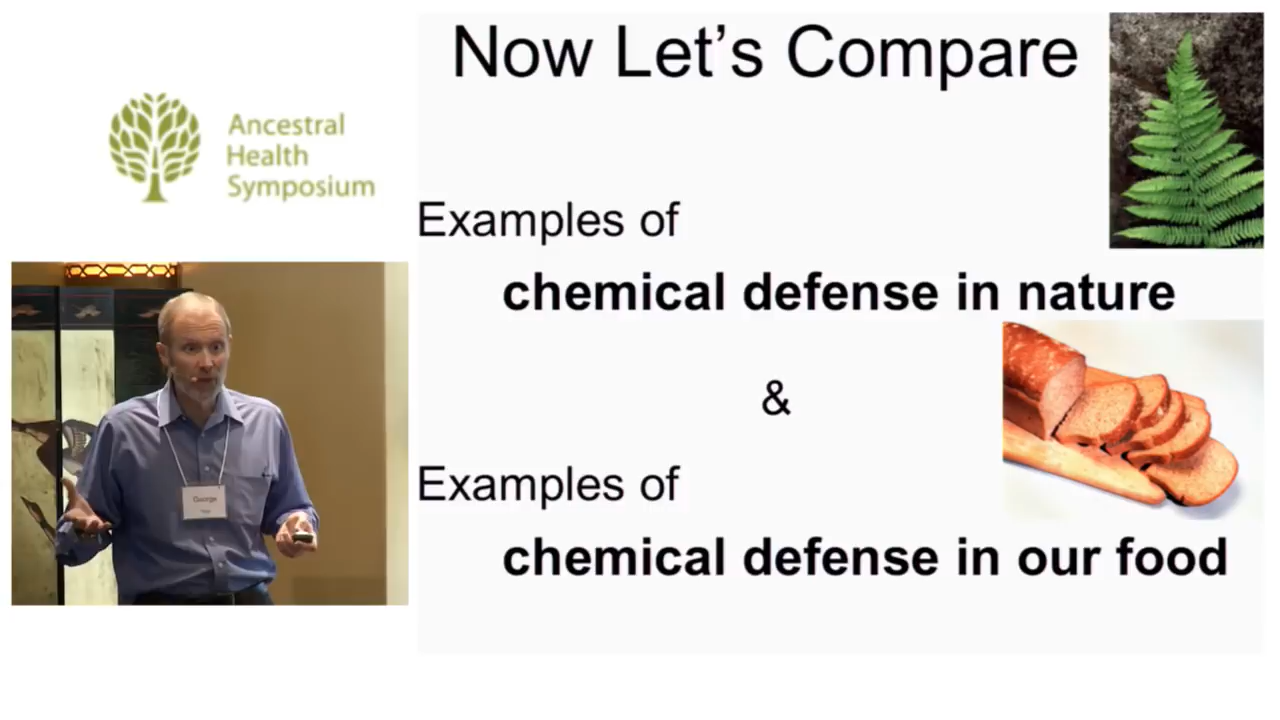 Now Let's Compare
Ancestral
Health
Symposium
Examples of
chemical defense in nature
&
Examples of
chemical defense in our food
George